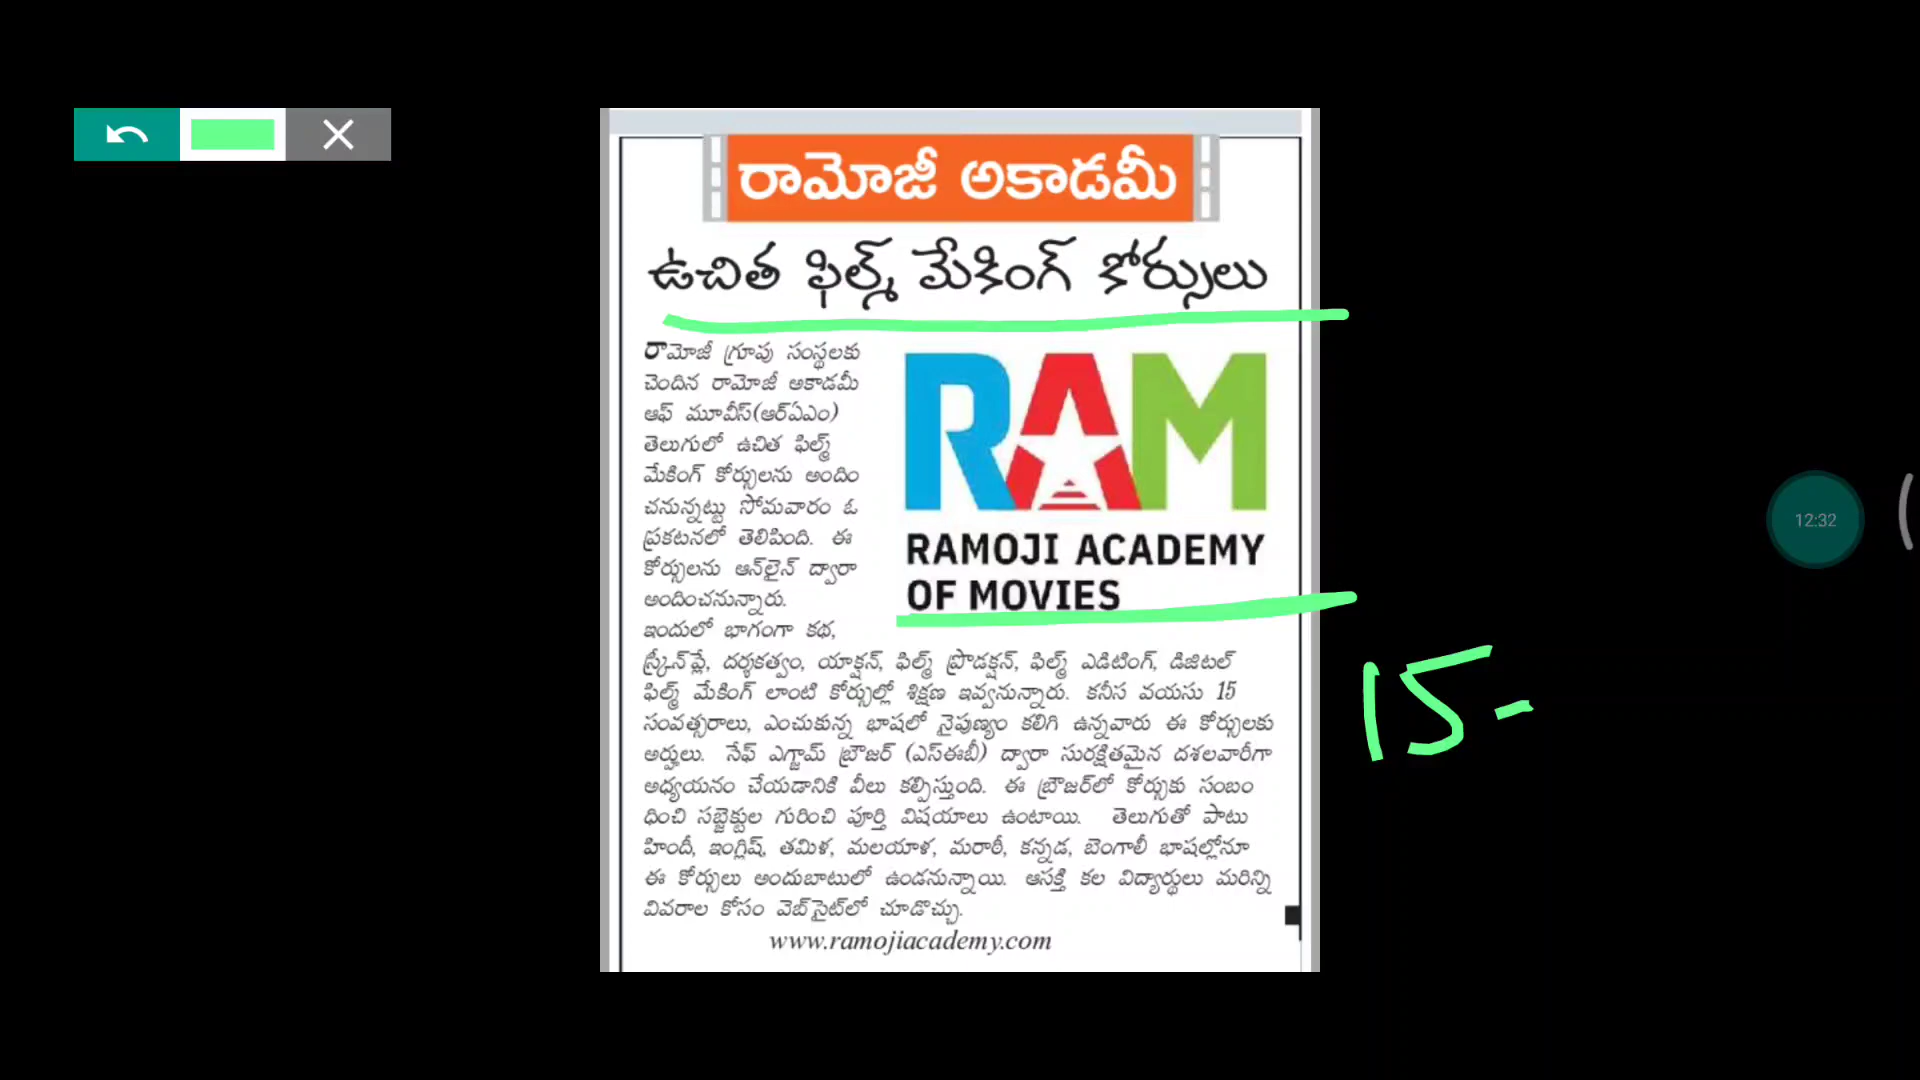 రామోజీ అకాడమీ
ఉచిత ఫిల్మ్ మేకింగ్ కోర్సులు
రామోజీ గ్రూపు సంస్థలకు
చెందిన రామోజీ అకాడమీ
ఆఫ్ మూవీస్(ఆర్ఏఎం)
తెలుగులో ఉచిత ఫిల్మ్
మేకింగ్ కోర్సులను అందిం
చనున్నట్టు సోమవారం ఓ
ప్రకటనలో తెలిపింది. ఈ
కోర్సులను ఆన్‌లైన్ ద్వారా
అందించనున్నారు.
ఇందులో భాగంగా కథ,
RAM
RAMOJI ACADEMY
OF MOVIES
స్క్రీన్‌ప్లే, దర్శకత్వం, యాక్షన్, ఫిల్మ్ ప్రొడక్షన్, ఫిల్మ్ ఎడిటింగ్, డిజిటల్
ఫిల్మ్ మేకింగ్ లాంటి కోర్సుల్లో శిక్షణ ఇవ్వనున్నారు. కనీస వయసు 15
సంవత్సరాలు, ఎంచుకున్న భాషలో నైపుణ్యం కలిగి ఉన్నవారు ఈ కోర్సులకు
అర్హులు. సేఫ్ ఎగ్జామ్ బ్రౌజర్ (ఎస్ఈబీ) ద్వారా సురక్షితమైన దశలవారీగా
అధ్యయనం చేయడానికి వీలు కల్పిస్తుంది. ఈ బ్రౌజర్‌లో కోర్సుకు సంబం
ధించి సబ్జెక్టుల గురించి పూర్తి విషయాలు ఉంటాయి. తెలుగుతో పాటు
హిందీ, ఇంగ్లిష్, తమిళ, మలయాళ, మరాఠీ, కన్నడ, బెంగాలీ భాషల్లోనూ
ఈ కోర్సులు అందుబాటులో ఉండనున్నాయి. ఆసక్తి కల విద్యార్థులు మరిన్ని
వివరాల కోసం వెబ్‌సైట్‌లో చూడొచ్చు.
www.ramojiacademy.com
15-
12:32